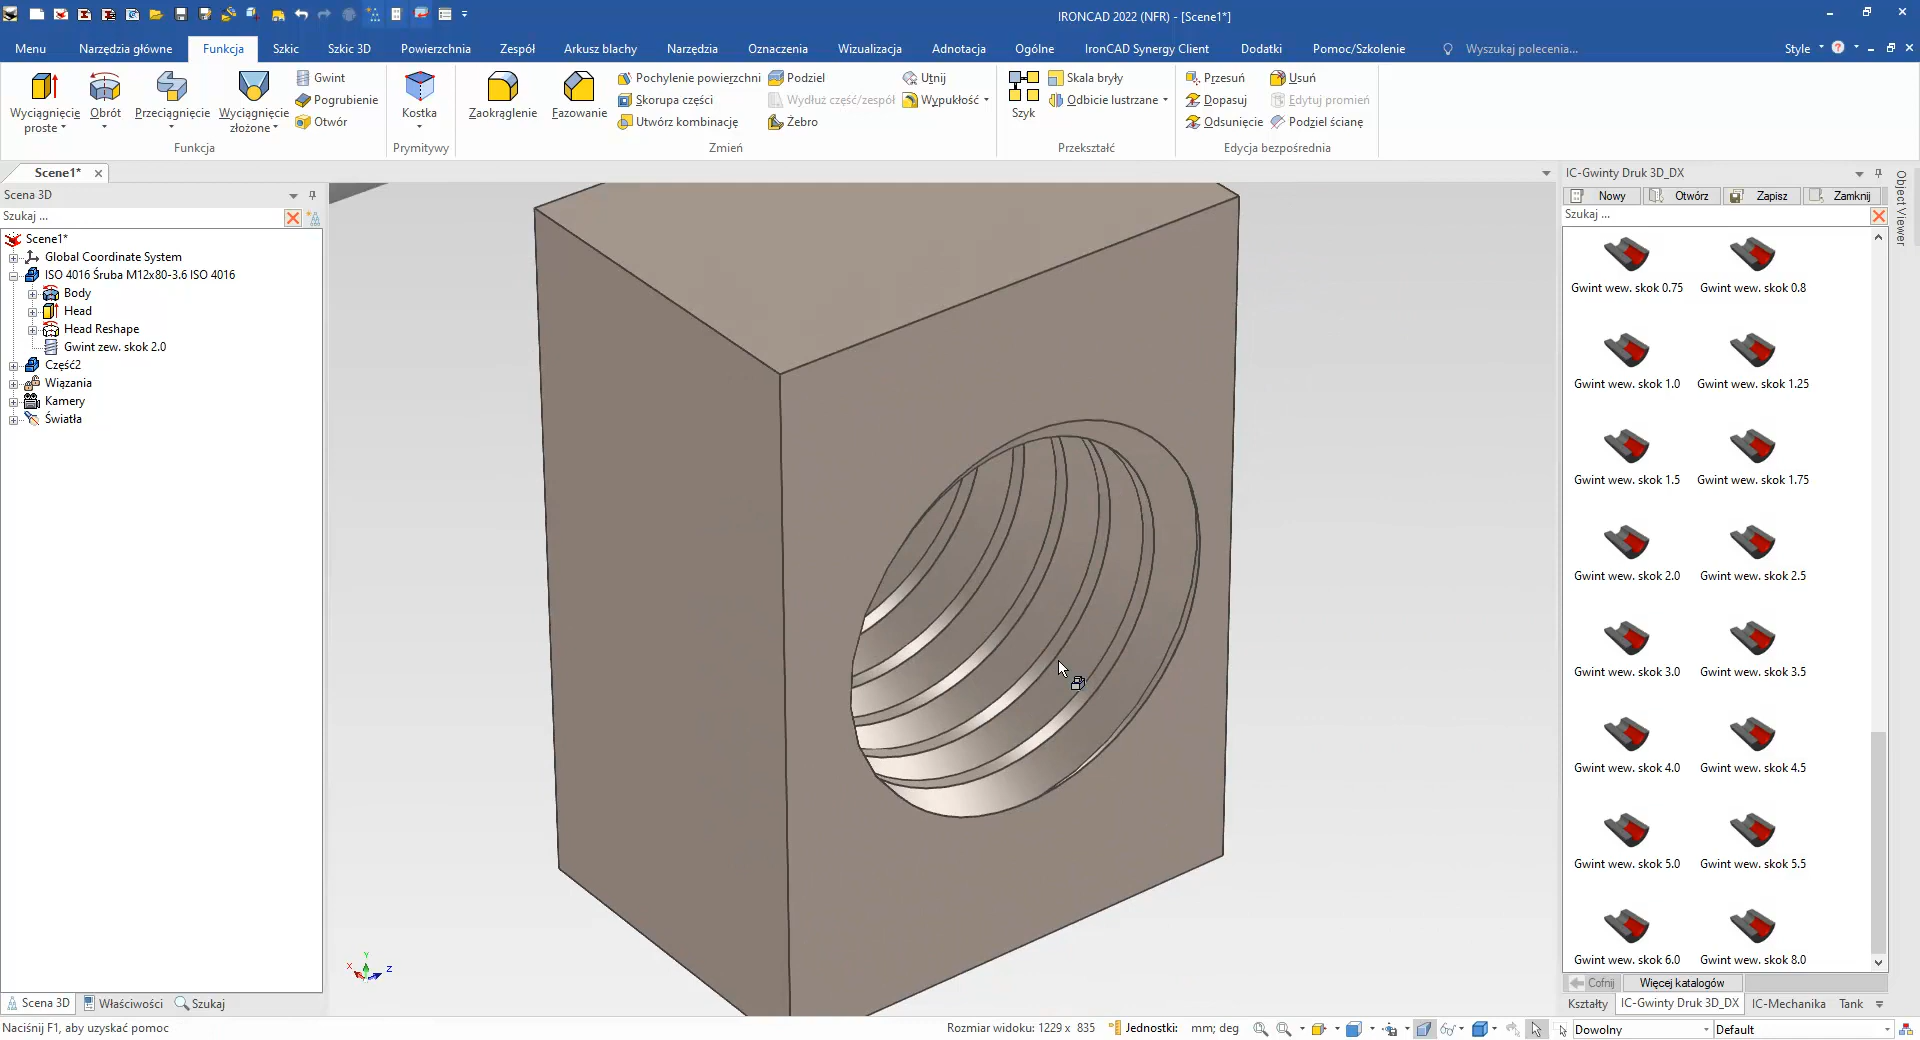 IRONCAD 2022 (NFR) - [Scene1*]
Menu Narzędzia główne Funkcja Szkic Szkic 3D Powierzchnia Zespół Arkusz blachy Narzędzia Oznaczenia Wizualizacja Adnotacja Ogólne IronCAD Synergy Client Dodatki Pomoc/Szkolenie Wyszukaj polecenia... Style
Wyciągnięcie proste
Obrót
Przeciągnięcie
Wyciągnięcie złożone
Gwint
Pogrubienie
Otwór
Funkcja
Kostka
Prymitywy
Zaokrąglenie
Fazowanie
Pochylenie powierzchni
Skorupa części
Utwórz kombinację
Podziel
Wydłuż część/zespół
Żebro
Utnij
Wypukłość
Zmień
Szyk
Skala bryły
Odbicie lustrzane
Przekształć
Przesuń
Dopasuj
Odsunięcie
Usuń
Edytuj promień
Podziel ścianę
Edycja bezpośrednia
Scene1*
Scena 3D
Szukaj ...
Scene1*
Global Coordinate System
ISO 4016 Śruba M12x80-3.6 ISO 4016
Body
Head
Head Reshape
Gwint zew. skok 2.0
Część2
Wiązania
Kamery
Światła
X Y Z
IC-Gwinty Druk 3D_DX
Nowy Otwórz Zapisz Zamknij
Szukaj ...
Gwint wew. skok 0.75 Gwint wew. skok 0.8
Gwint wew. skok 1.0 Gwint wew. skok 1.25
Gwint wew. skok 1.5 Gwint wew. skok 1.75
Gwint wew. skok 2.0 Gwint wew. skok 2.5
Gwint wew. skok 3.0 Gwint wew. skok 3.5
Gwint wew. skok 4.0 Gwint wew. skok 4.5
Gwint wew. skok 5.0 Gwint wew. skok 5.5
Gwint wew. skok 6.0 Gwint wew. skok 8.0
Cofnij Więcej katalogów
Kształty IC-Gwinty Druk 3D_DX IC-Mechanika Tank
Object Viewer
Scena 3D Właściwości Szukaj
Naciśnij F1, aby uzyskać pomoc
Rozmiar widoku: 1229 x 835 Jednostki: mm; deg Dowolny Default